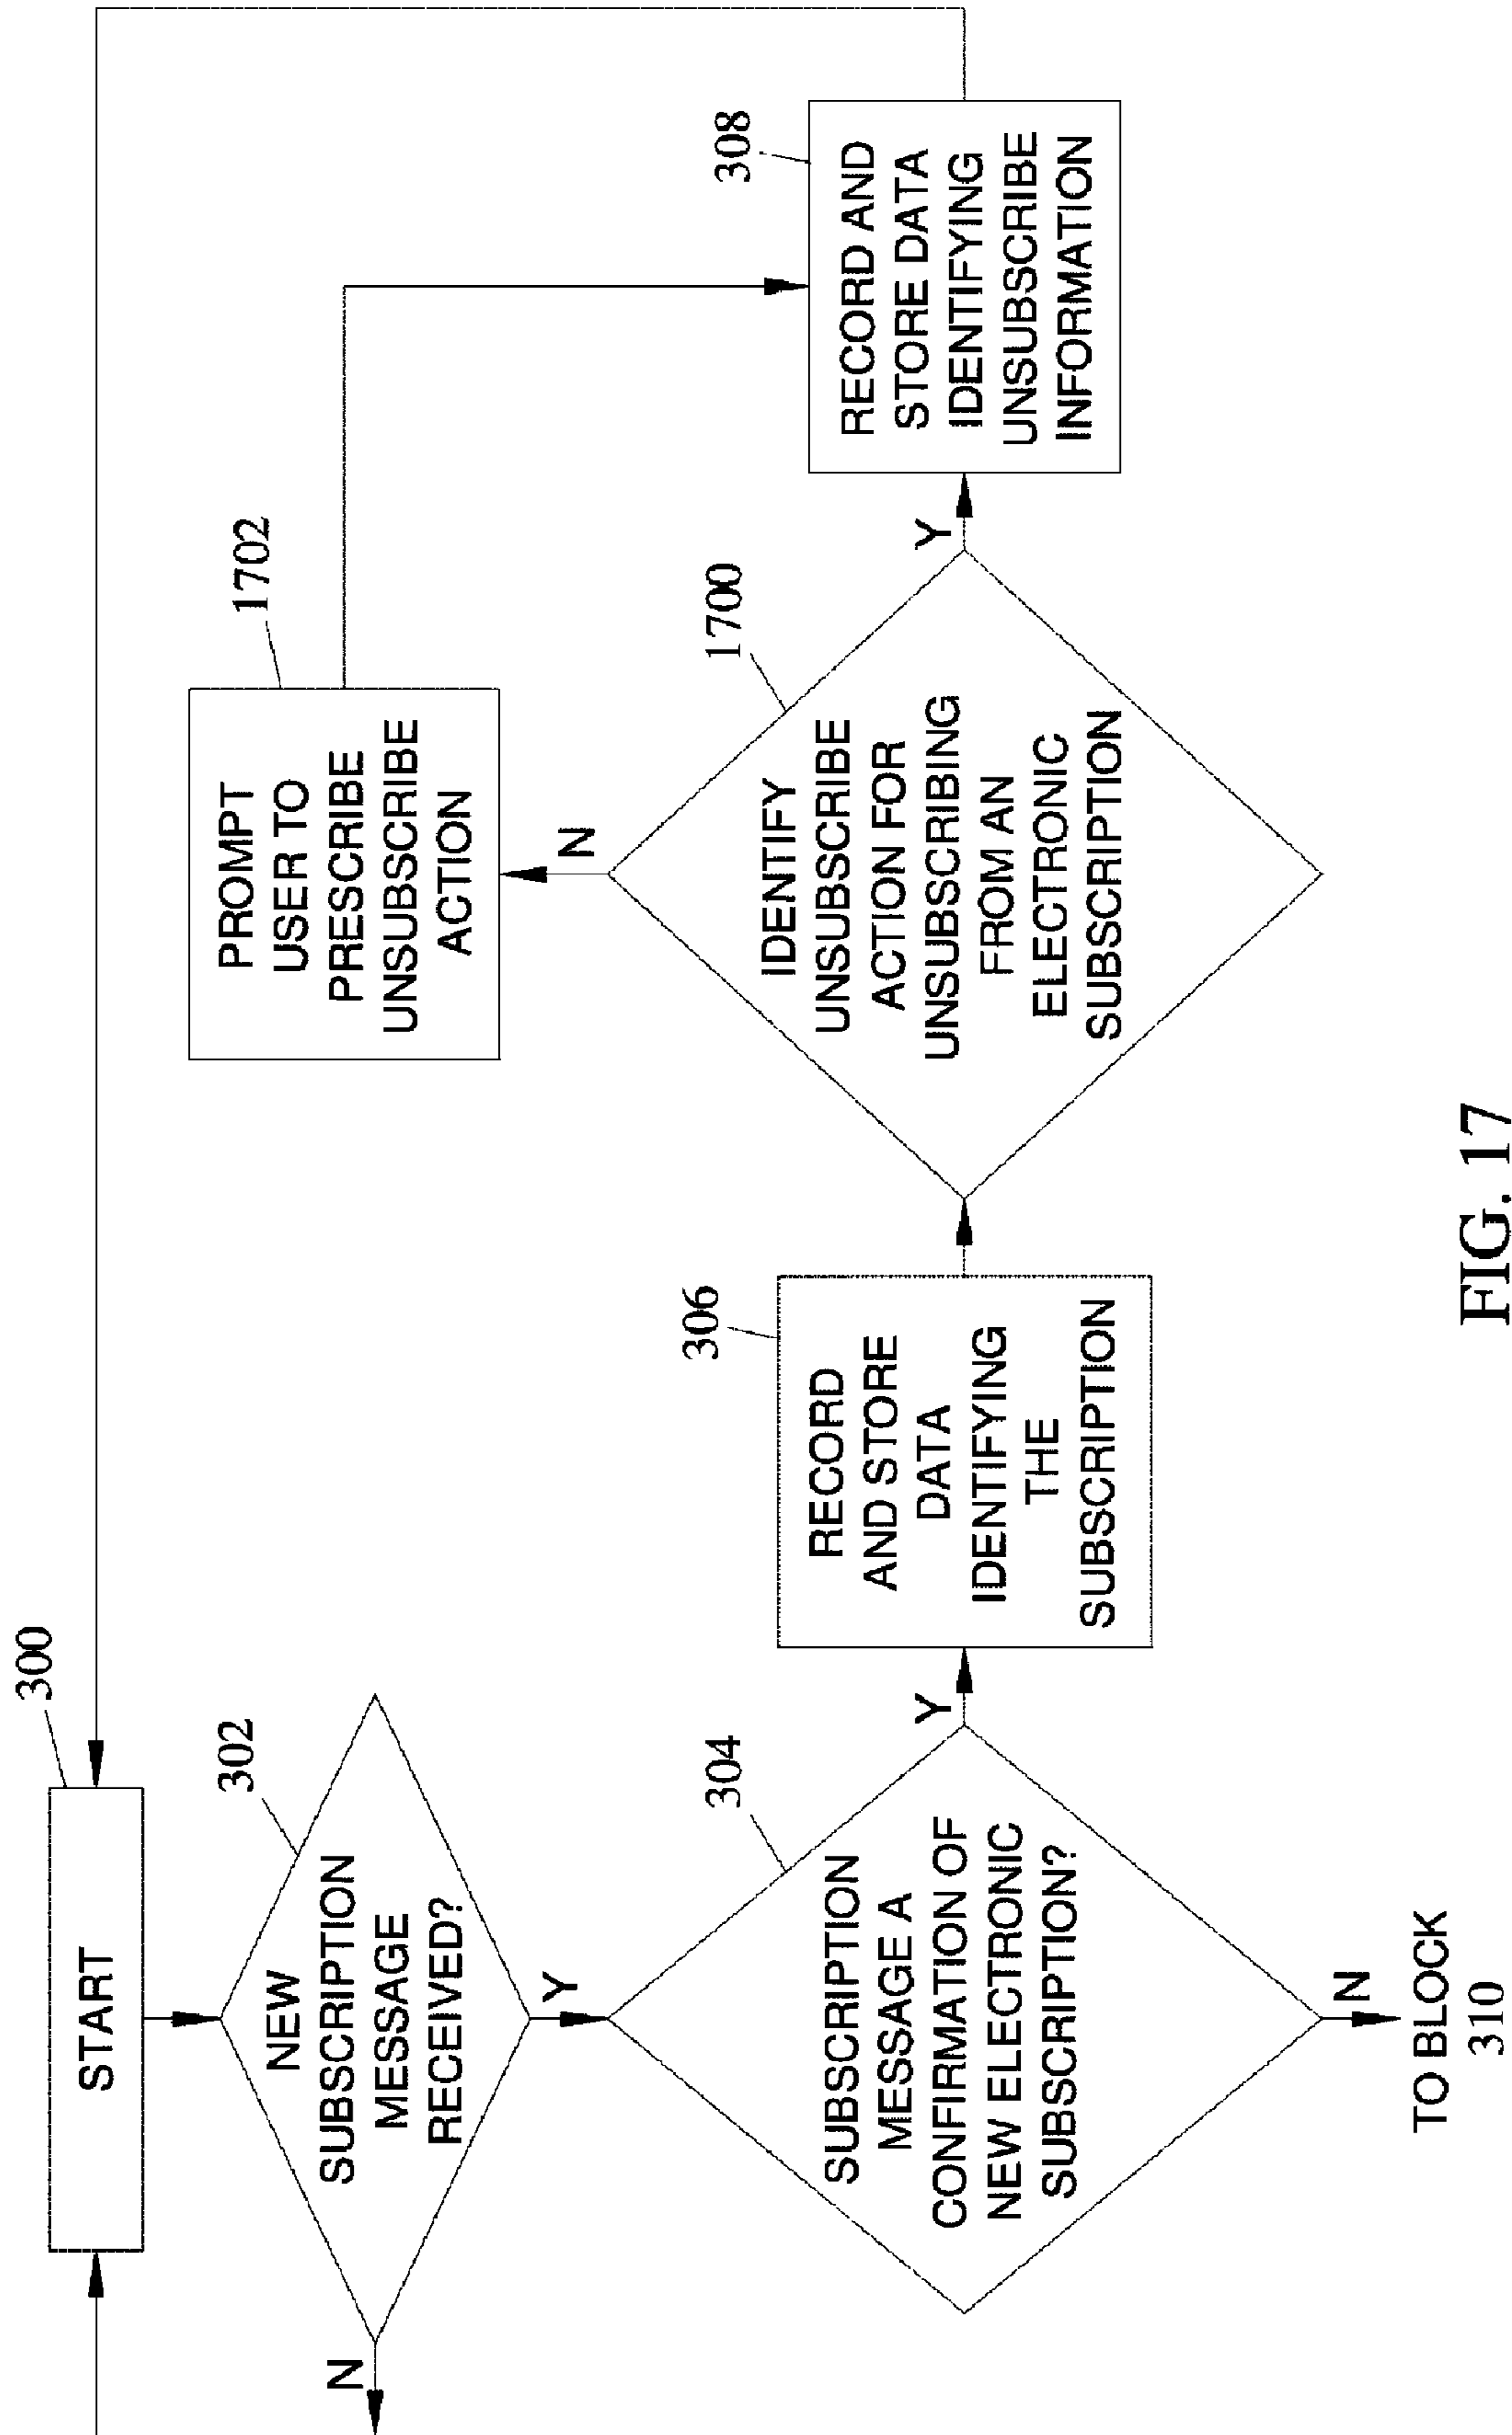 300
START
302
NEW
SUBSCRIPTION
MESSAGE
RECEIVED?
N
Y
304
SUBSCRIPTION
MESSAGE A
CONFIRMATION OF
NEW ELECTRONIC
SUBSCRIPTION?
N
TO BLOCK
310
Y
306
RECORD
AND STORE
DATA
IDENTIFYING
THE
SUBSCRIPTION
1700
IDENTIFY
UNSUBSCRIBE
ACTION FOR
UNSUBSCRIBING
FROM AN
ELECTRONIC
SUBSCRIPTION
N
1702
PROMPT
USER TO
PRESCRIBE
UNSUBSCRIBE
ACTION
Y
308
RECORD AND
STORE DATA
IDENTIFYING
UNSUBSCRIBE
INFORMATION
FIG. 17